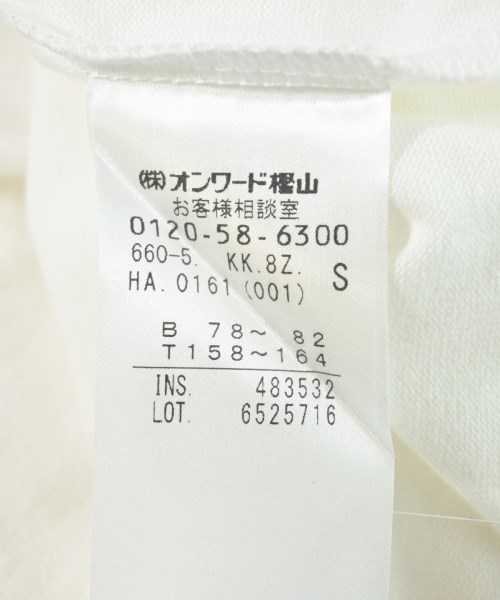 ㈱オンワード樫山
お客様相談室
0120-58-6300
660-5. KK.8Z. S
HA.0161(001)
B 78～ 82
T158～164
INS. 483532
LOT. 6525716